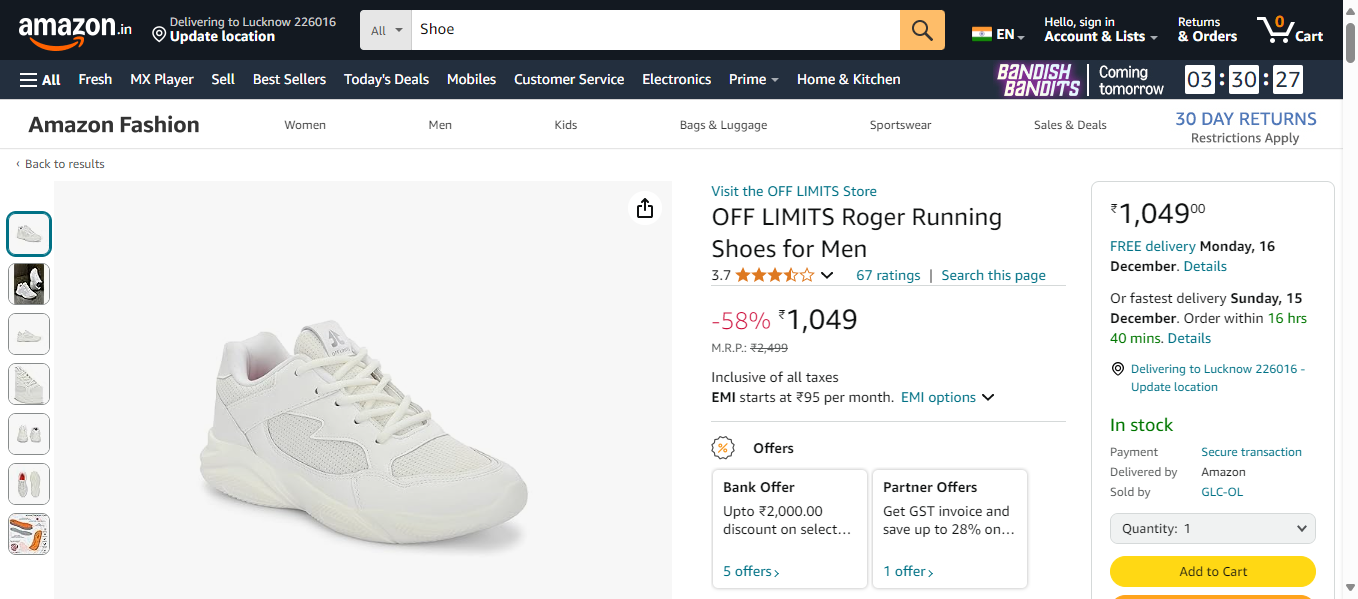 amazon.in
Delivering to Lucknow 226016
Update location
All
Shoe
EN
Hello, sign in
Account & Lists
Returns
& Orders
0
Cart
All
Fresh
MX Player
Sell
Best Sellers
Today's Deals
Mobiles
Customer Service
Electronics
Prime
Home & Kitchen
BANDISH
BANDITS
Coming
tomorrow
03 : 30 : 27
Amazon Fashion
Women
Men
Kids
Bags & Luggage
Sportswear
Sales & Deals
30 DAY RETURNS
Restrictions Apply
‹ Back to results
Visit the OFF LIMITS Store
OFF LIMITS Roger Running
Shoes for Men
3.7
67 ratings | Search this page
-58% ₹1,049
M.R.P.: ₹2,499
Inclusive of all taxes
EMI starts at ₹95 per month. EMI options
% Offers
Bank Offer
Upto ₹2,000.00
discount on select…
5 offers ›
Partner Offers
Get GST invoice and
save up to 28% on…
1 offer ›
₹1,049 00
FREE delivery Monday, 16
December. Details
Or fastest delivery Sunday, 15
December. Order within 16 hrs
40 mins. Details
Delivering to Lucknow 226016 -
Update location
In stock
Payment Secure transaction
Delivered by Amazon
Sold by GLC-OL
Quantity: 1
Add to Cart